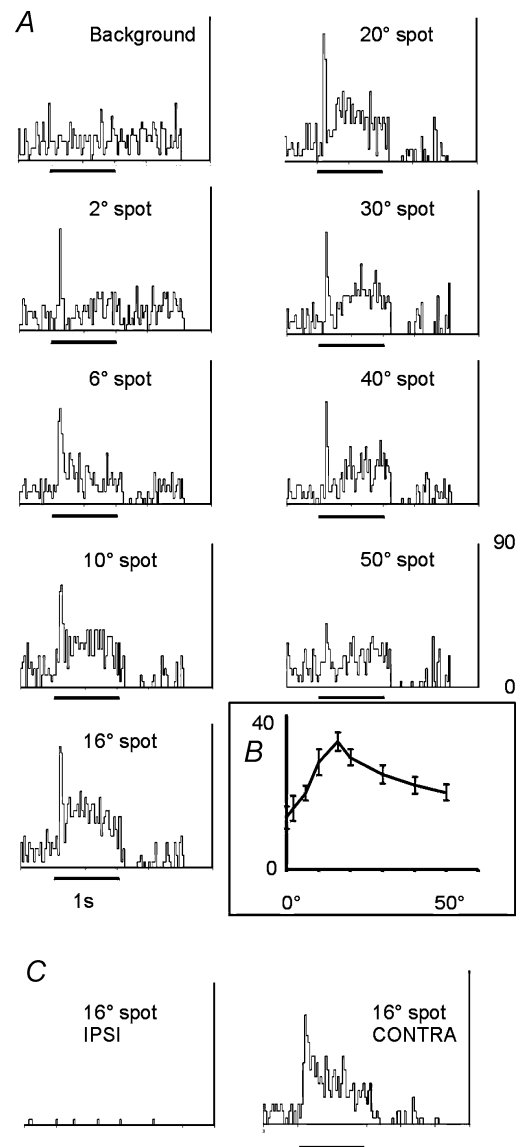 A
Background
20° spot
2° spot
30° spot
6° spot
40° spot
10° spot
50° spot
90
0
16° spot
1s
B
40
0
0°
50°
C
16° spot
IPSI
16° spot
CONTRA